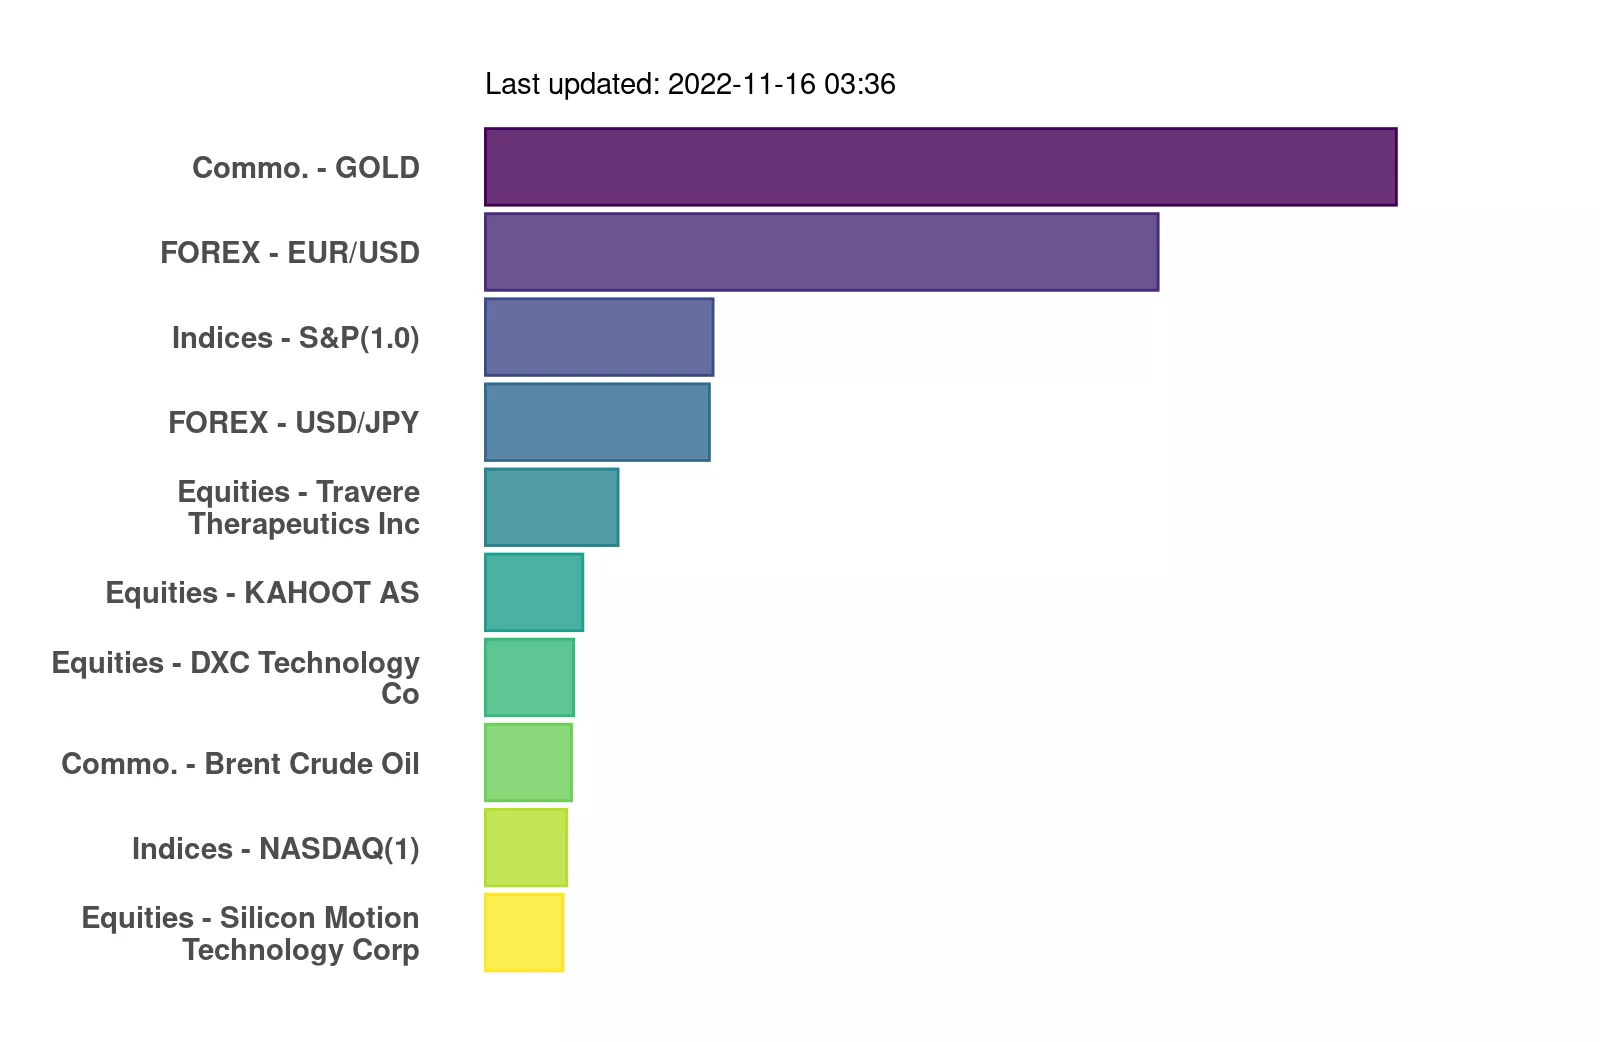 Last updated: 2022-11-16 03:36
Commo. - GOLD
FOREX - EUR/USD
Indices - S&P(1.0)
FOREX - USD/JPY
Equities - Travere
Therapeutics Inc
Equities - KAHOOT AS
Equities - DXC Technology
Co
Commo. - Brent Crude Oil
Indices - NASDAQ(1)
Equities - Silicon Motion
Technology Corp